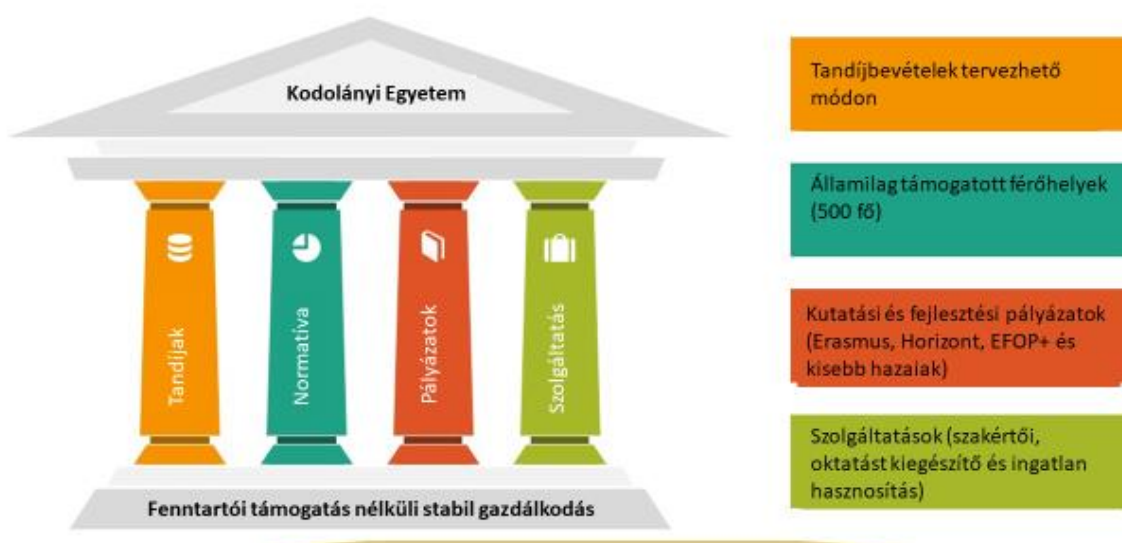 Kodolányi Egyetem
Tandíjak
Normatíva
Pályázatok
Szolgáltatás
Fenntartói támogatás nélküli stabil gazdálkodás
Tandíjbevételek tervezhető
módon
Államilag támogatott férőhelyek
(500 fő)
Kutatási és fejlesztési pályázatok
(Erasmus, Horizont, EFOP+ és
kisebb hazaiak)
Szolgáltatások (szakértői,
oktatást kiegészítő és ingatlan
hasznosítás)